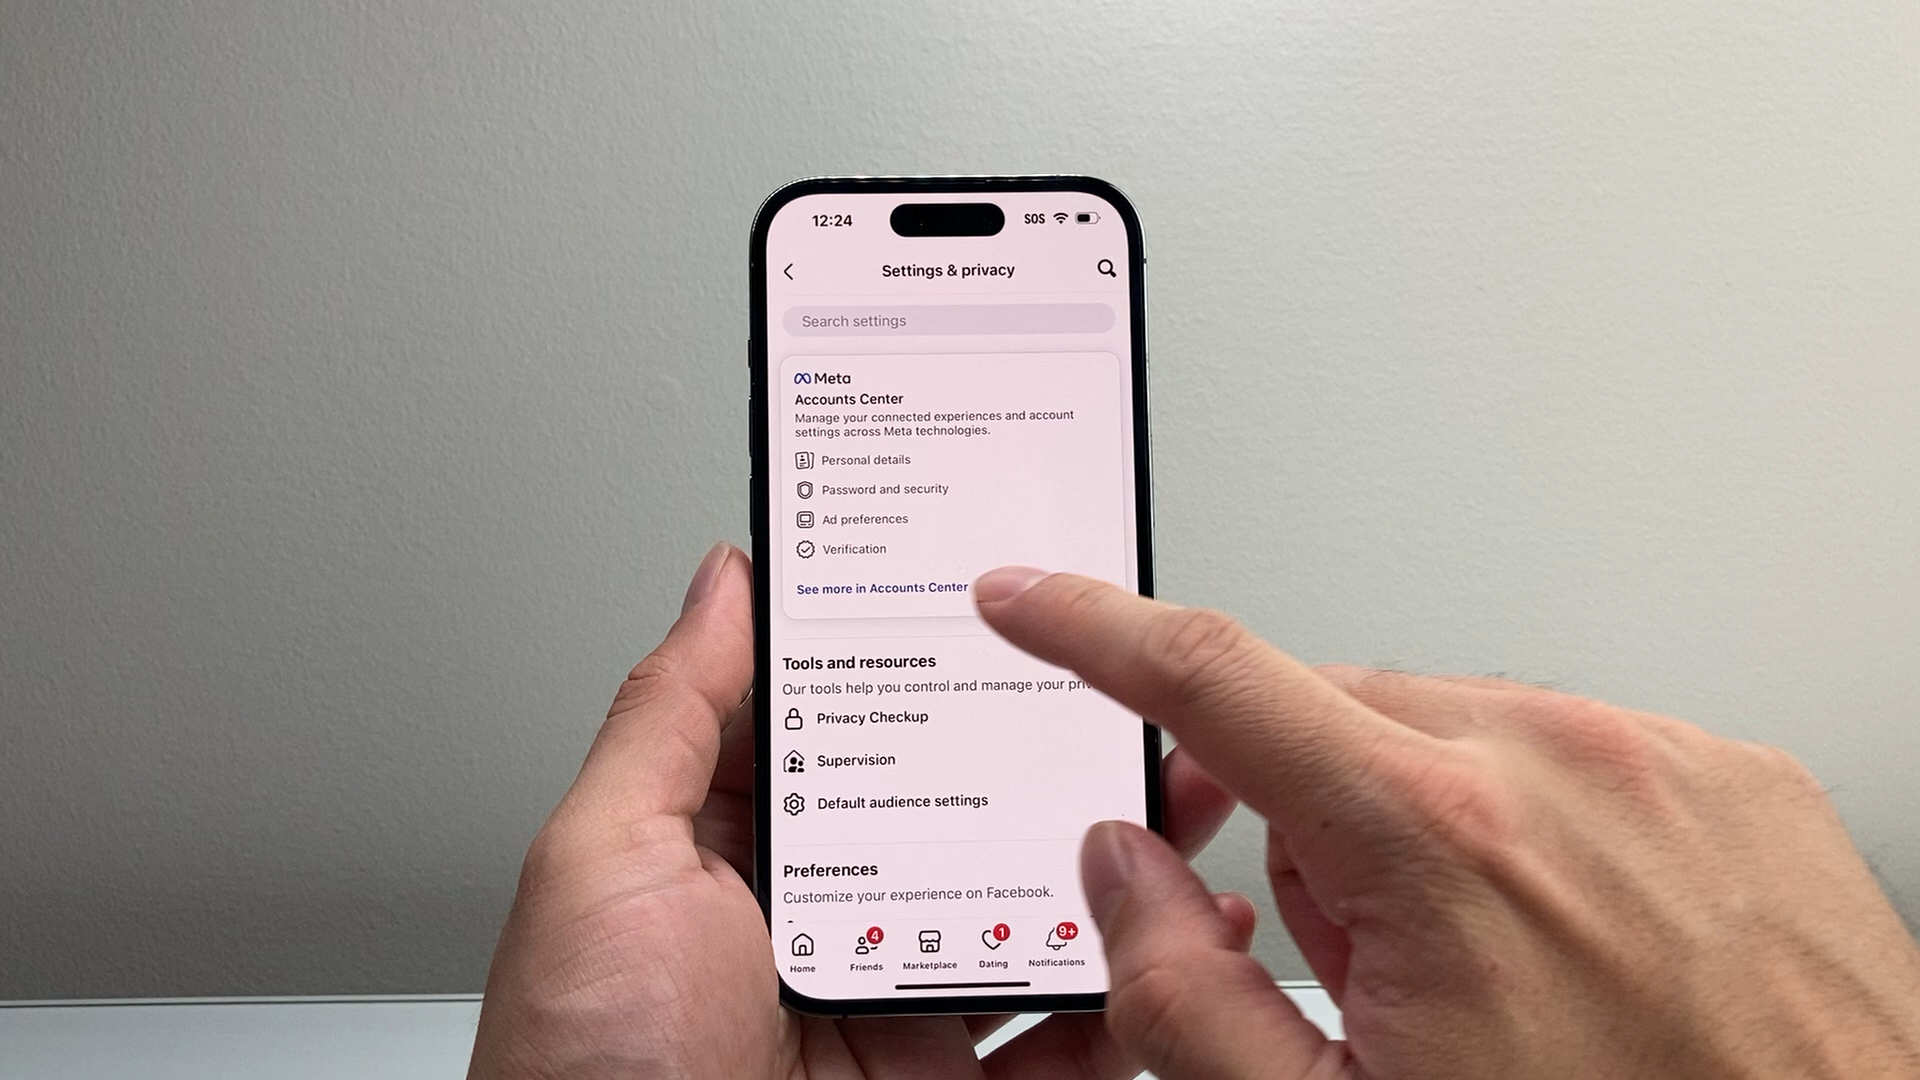 12:24 SOS
Settings & privacy
Search settings
Meta
Accounts Center
Manage your connected experiences and account
settings across Meta technologies.
Personal details
Password and security
Ad preferences
Verification
See more in Accounts Center
Tools and resources
Our tools help you control and manage your
Privacy Checkup
Supervision
Default audience settings
Preferences
Customize your experience on Facebook.
4 1 9+
Home Friends Marketplace Dating Notifications